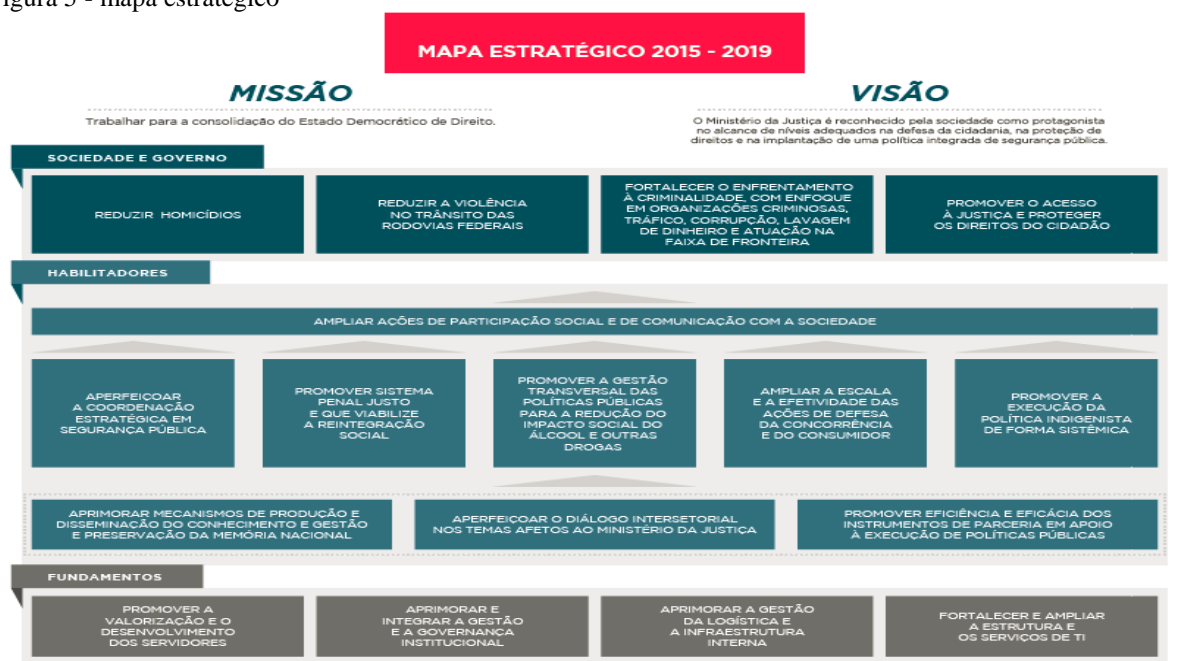 igura 5 - mapa estratégico
MAPA ESTRATÉGICO 2015 - 2019
MISSÃO
Trabalhar para a consolidação do Estado Democrático de Direito.
VISÃO
O Ministério da Justiça é reconhecido pela sociedade como protagonista
no alcance de níveis adequados na defesa da cidadania, na proteção de
direitos e na implantação de uma política integrada de segurança pública.
SOCIEDADE E GOVERNO
REDUZIR HOMICÍDIOS
REDUZIR A VIOLÊNCIA
NO TRÂNSITO DAS
RODOVIAS FEDERAIS
FORTALECER O ENFRENTAMENTO
À CRIMINALIDADE, COM ENFOQUE
EM ORGANIZAÇÕES CRIMINOSAS,
TRÁFICO, CORRUPÇÃO, LAVAGEM
DE DINHEIRO E ATUAÇÃO NA
FAIXA DE FRONTEIRA
PROMOVER O ACESSO
À JUSTIÇA E PROTEGER
OS DIREITOS DO CIDADÃO
HABILITADORES
AMPLIAR AÇÕES DE PARTICIPAÇÃO SOCIAL E DE COMUNICAÇÃO COM A SOCIEDADE
APERFEIÇOAR
A COORDENAÇÃO
ESTRATÉGICA EM
SEGURANÇA PÚBLICA
PROMOVER SISTEMA
PENAL JUSTO
E QUE VIABILIZE
A REINTEGRAÇÃO
SOCIAL
PROMOVER A GESTÃO
TRANSVERSAL DAS
POLÍTICAS PÚBLICAS
PARA A REDUÇÃO DO
IMPACTO SOCIAL DO
ÁLCOOL E OUTRAS
DROGAS
AMPLIAR A ESCALA
E A EFETIVIDADE DAS
AÇÕES DE DEFESA
DA CONCORRÊNCIA
E DO CONSUMIDOR
PROMOVER A
EXECUÇÃO DA
POLÍTICA INDIGENISTA
DE FORMA SISTÊMICA
APRIMORAR MECANISMOS DE PRODUÇÃO E
DISSEMINAÇÃO DO CONHECIMENTO E GESTÃO
E PRESERVAÇÃO DA MEMÓRIA NACIONAL
APERFEIÇOAR O DIÁLOGO INTERSETORIAL
NOS TEMAS AFETOS AO MINISTÉRIO DA JUSTIÇA
PROMOVER EFICIÊNCIA E EFICÁCIA DOS
INSTRUMENTOS DE PARCERIA EM APOIO
À EXECUÇÃO DE POLÍTICAS PÚBLICAS
FUNDAMENTOS
PROMOVER A
VALORIZAÇÃO E O
DESENVOLVIMENTO
DOS SERVIDORES
APRIMORAR E
INTEGRAR A GESTÃO
E A GOVERNANÇA
INSTITUCIONAL
APRIMORAR A GESTÃO
DA LOGÍSTICA E
A INFRAESTRUTURA
INTERNA
FORTALECER E AMPLIAR
A ESTRUTURA E
OS SERVIÇOS DE TI